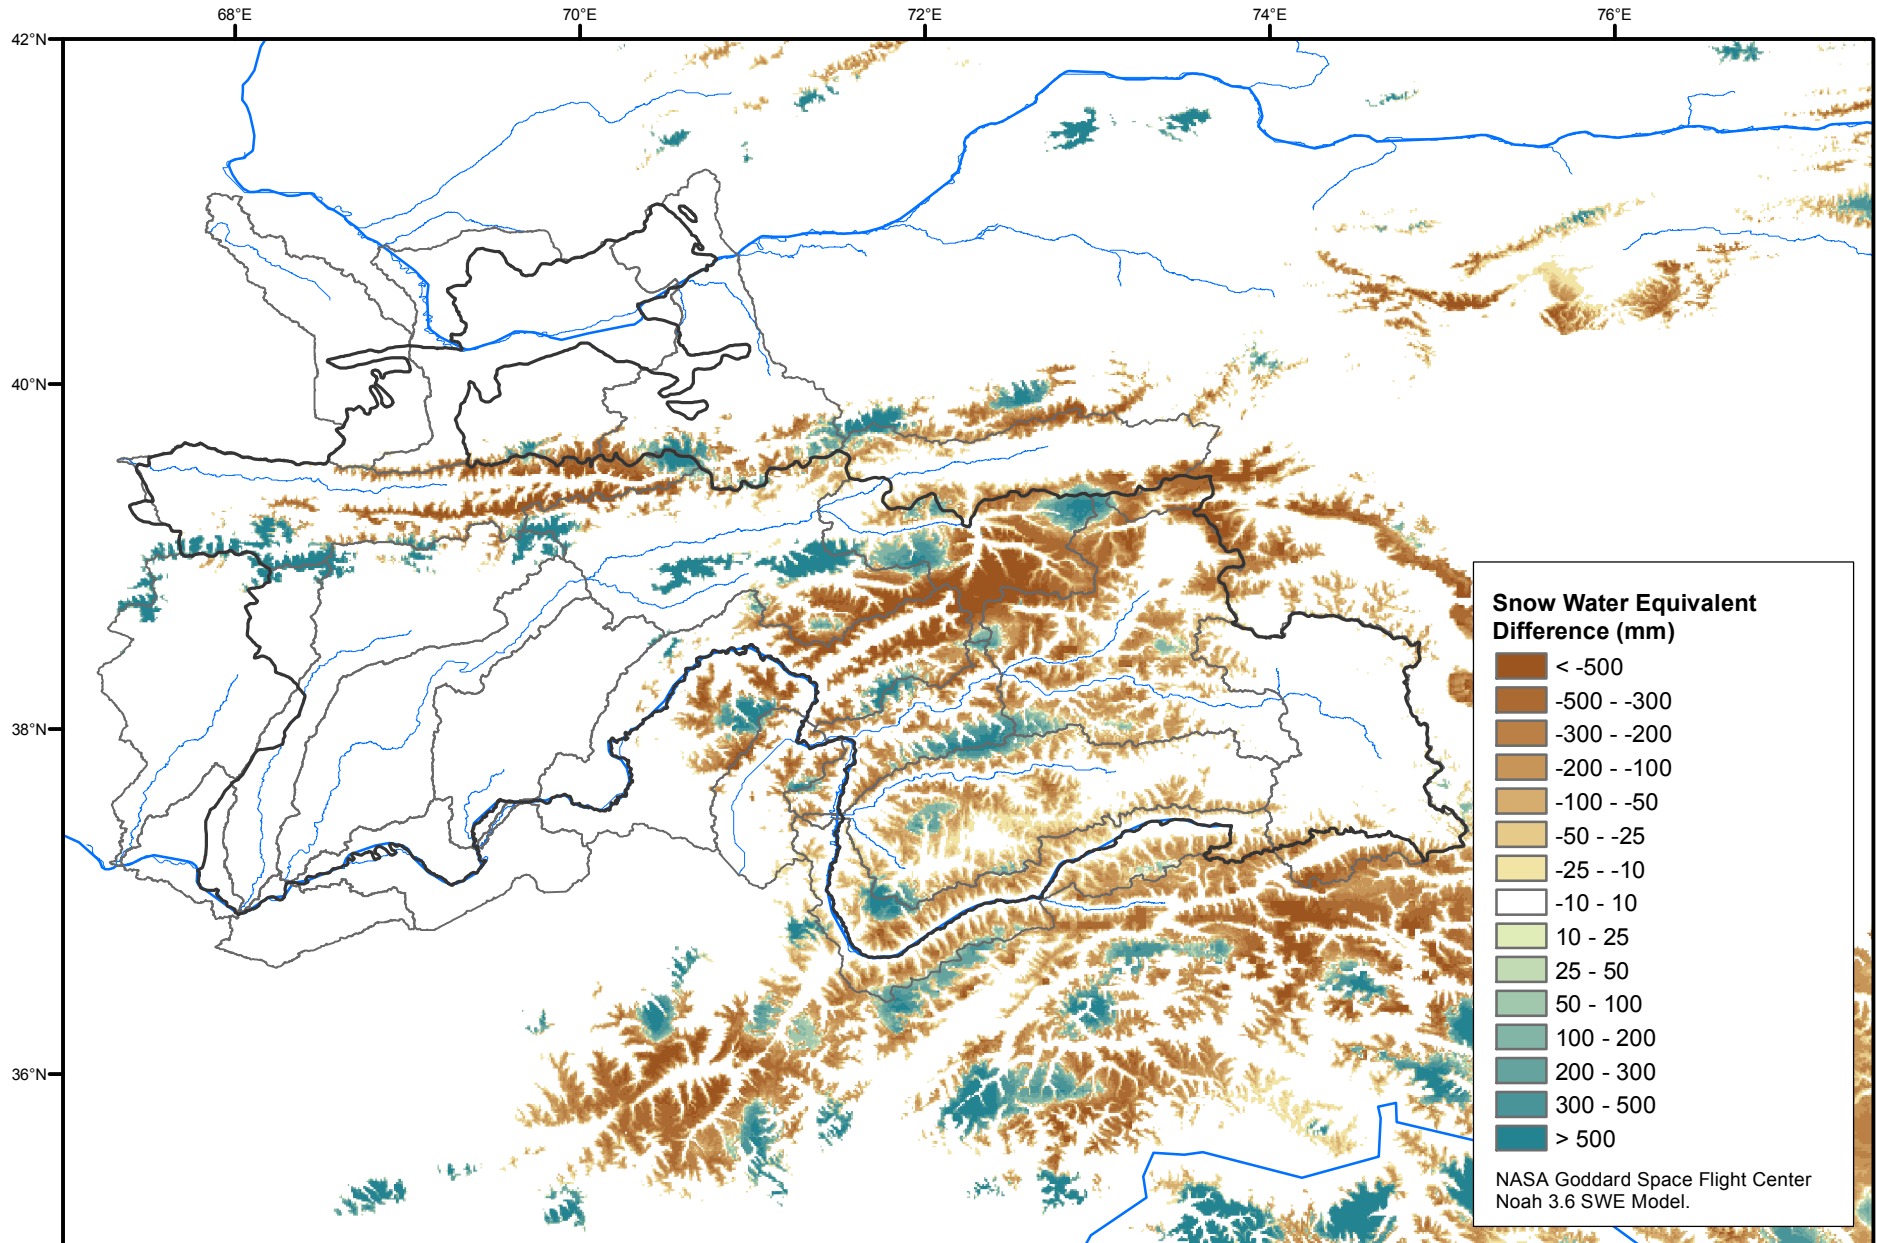 68°E 70°E 72°E 74°E 76°E
42°N
40°N
38°N
36°N
Snow Water Equivalent
Difference (mm)
< -500
-500 - -300
-300 - -200
-200 - -100
-100 - -50
-50 - -25
-25 - -10
-10 - 10
10 - 25
25 - 50
50 - 100
100 - 200
200 - 300
300 - 500
> 500
NASA Goddard Space Flight Center
Noah 3.6 SWE Model.